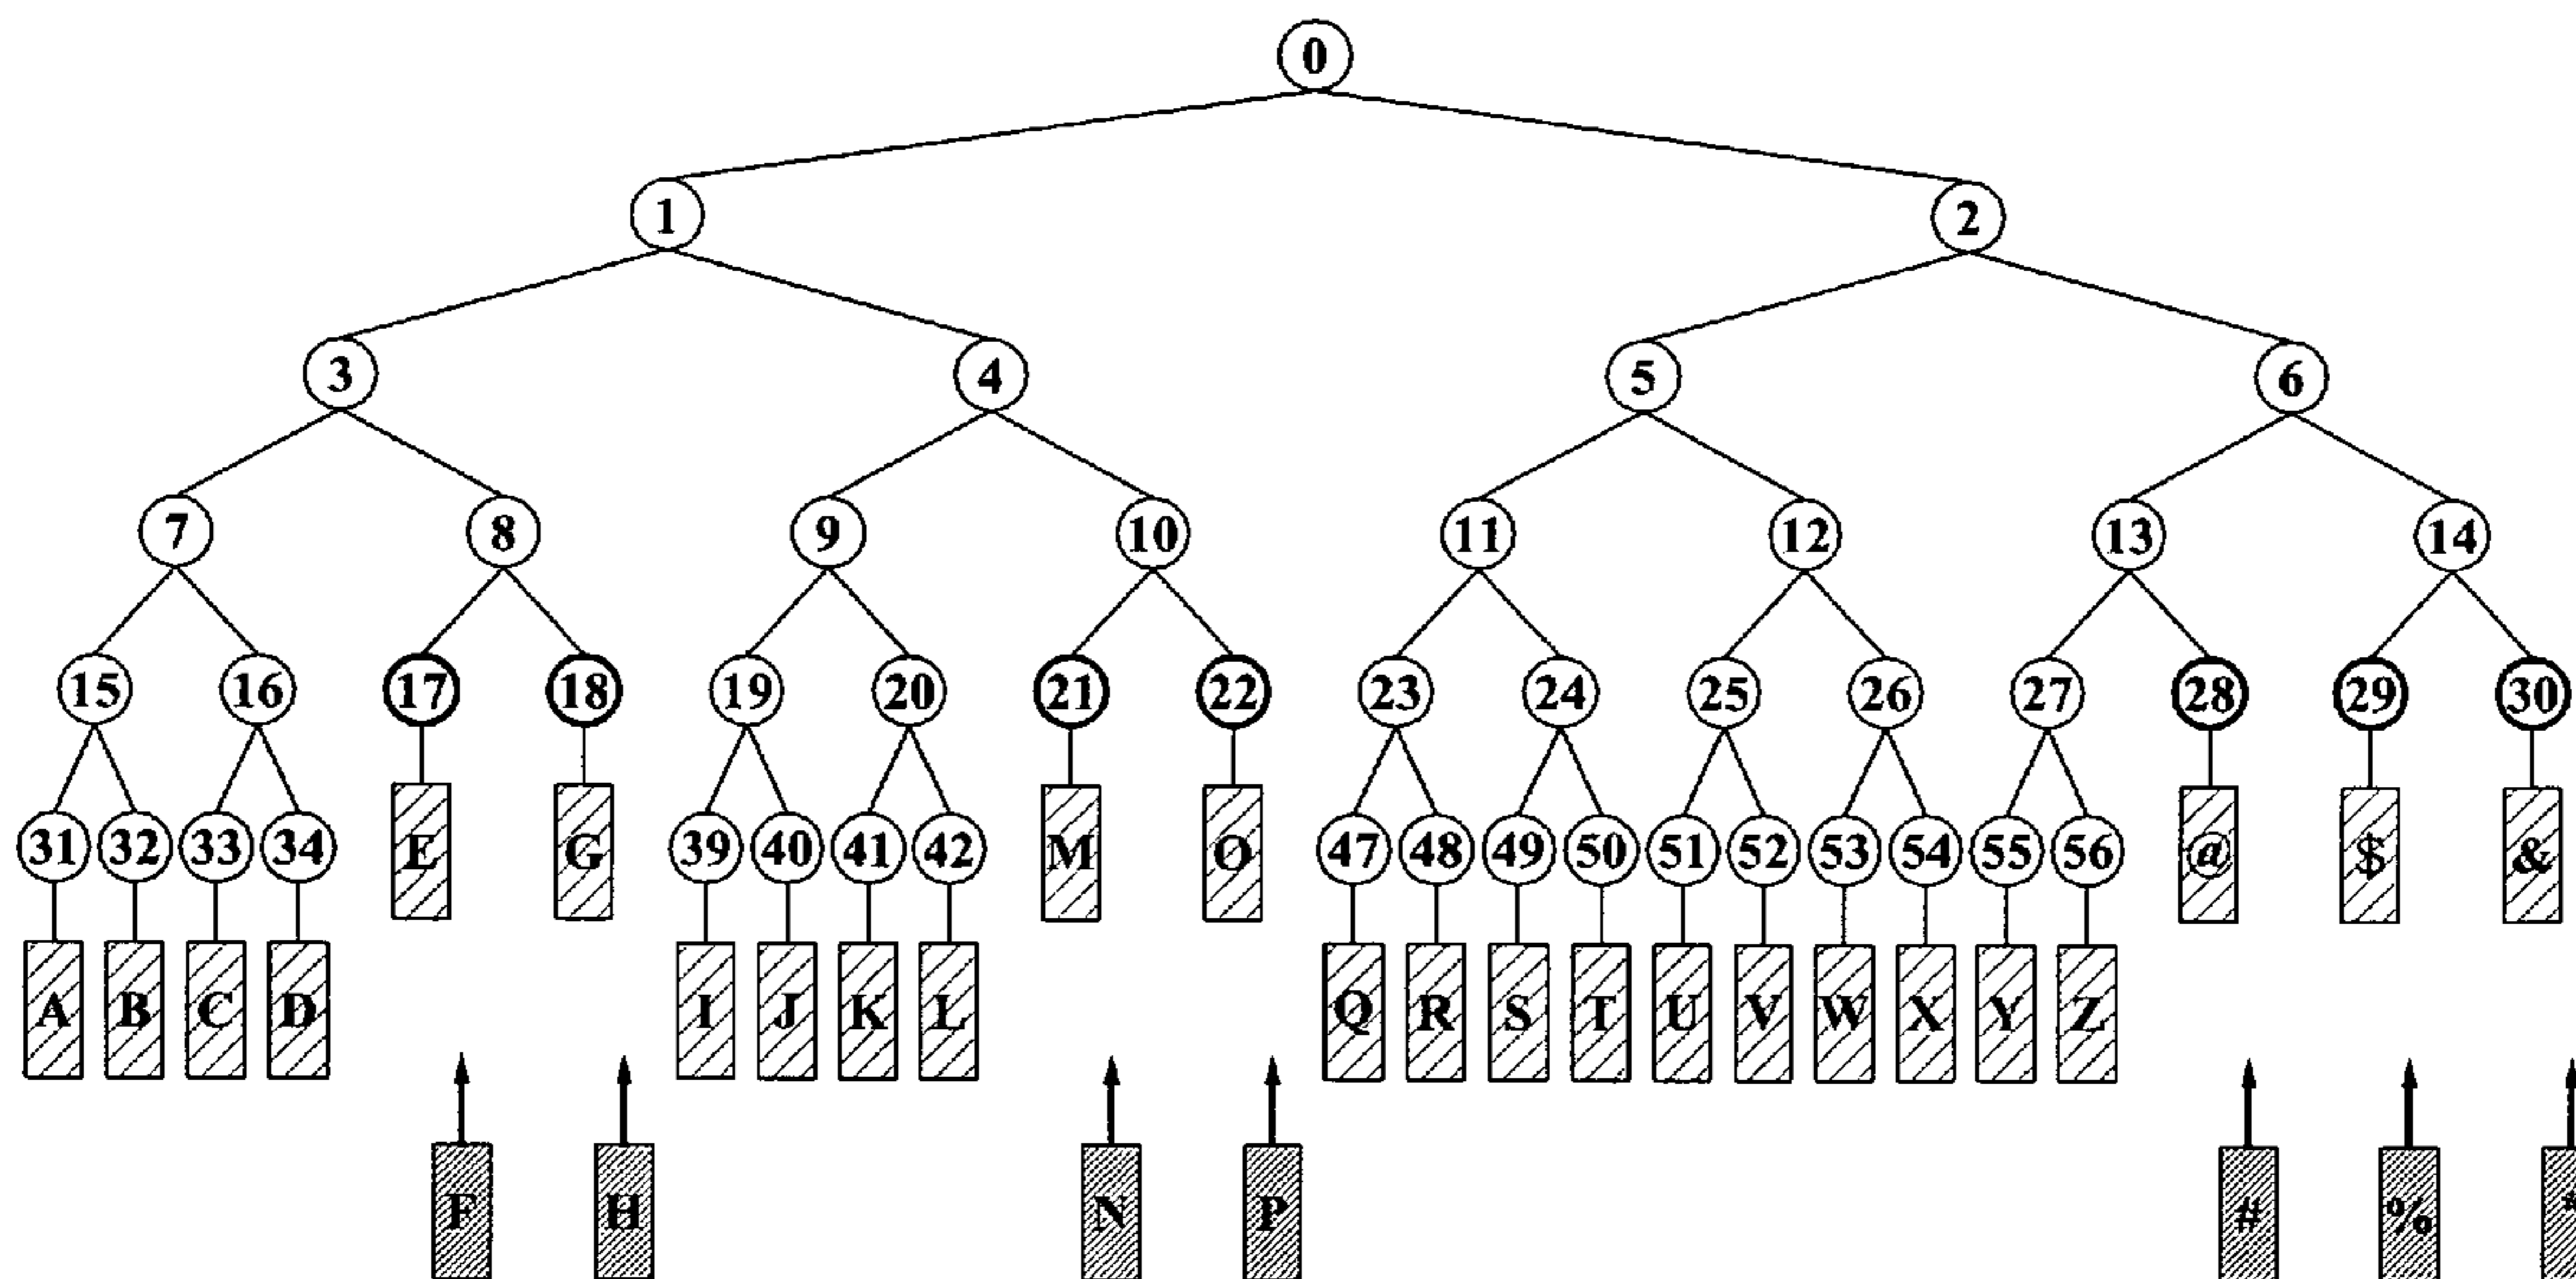 0
1 2
3 4 5 6
7 8 9 10 11 12 13 14
15 16 17 18 19 20 21 22 23 24 25 26 27 28 29 30
31 32 33 34 E G 39 40 41 42 M O 47 48 49 50 51 52 53 54 55 56 @ $ &
A B C D I J K L Q R S T U V W X Y Z
F H N P # %